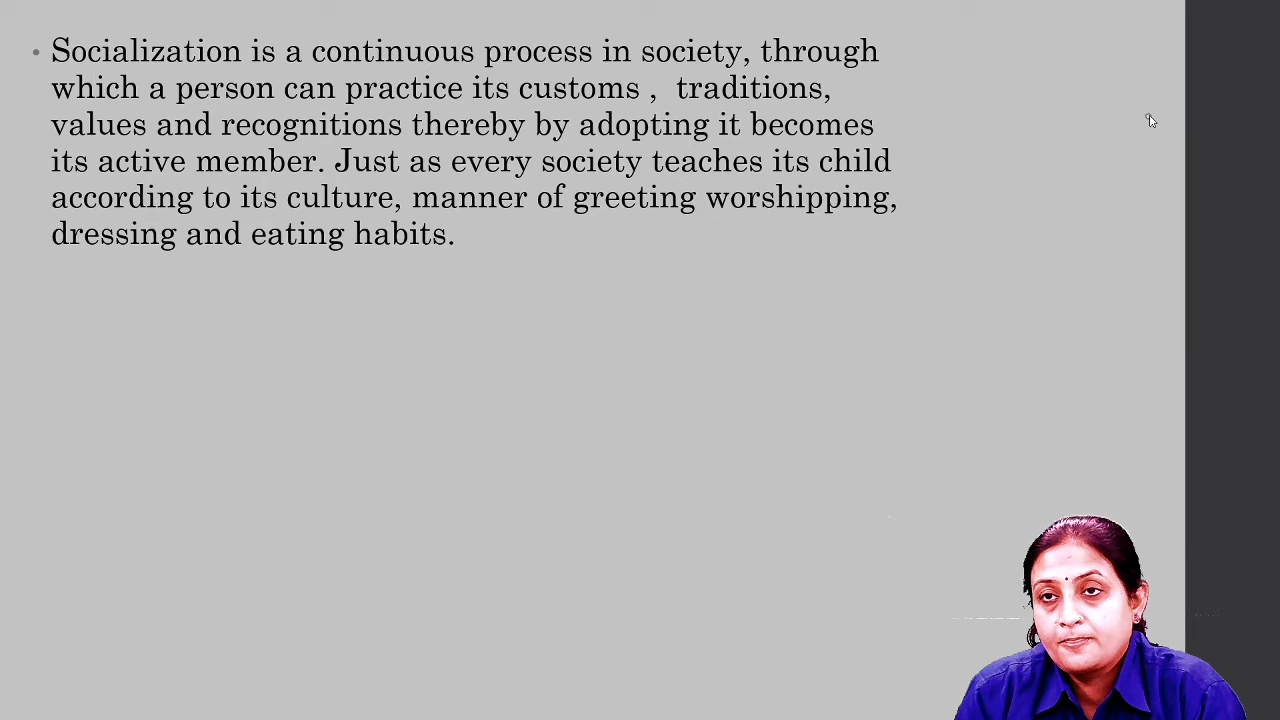 • Socialization is a continuous process in society, through
which a person can practice its customs ,  traditions,
values and recognitions thereby by adopting it becomes
its active member. Just as every society teaches its child
according to its culture, manner of greeting worshipping,
dressing and eating habits.